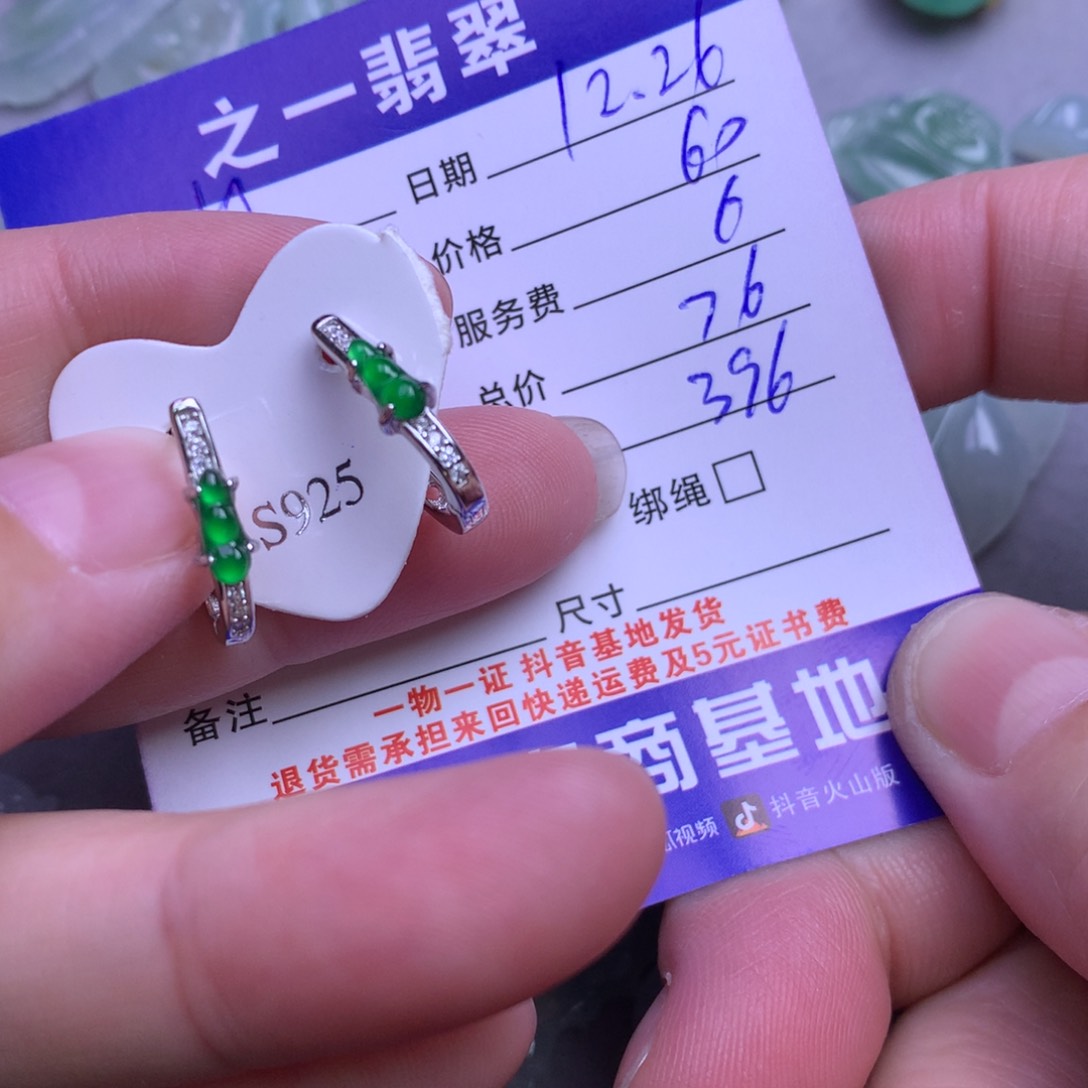 之一翡翠
日期 12.26
价格 60
服务费 6
总价 76
396
S925
绑绳
尺寸
备注
一物一证 抖音基地发货
退货需承担来回快递运费及5元证书费
商基地
视频 抖音火山版